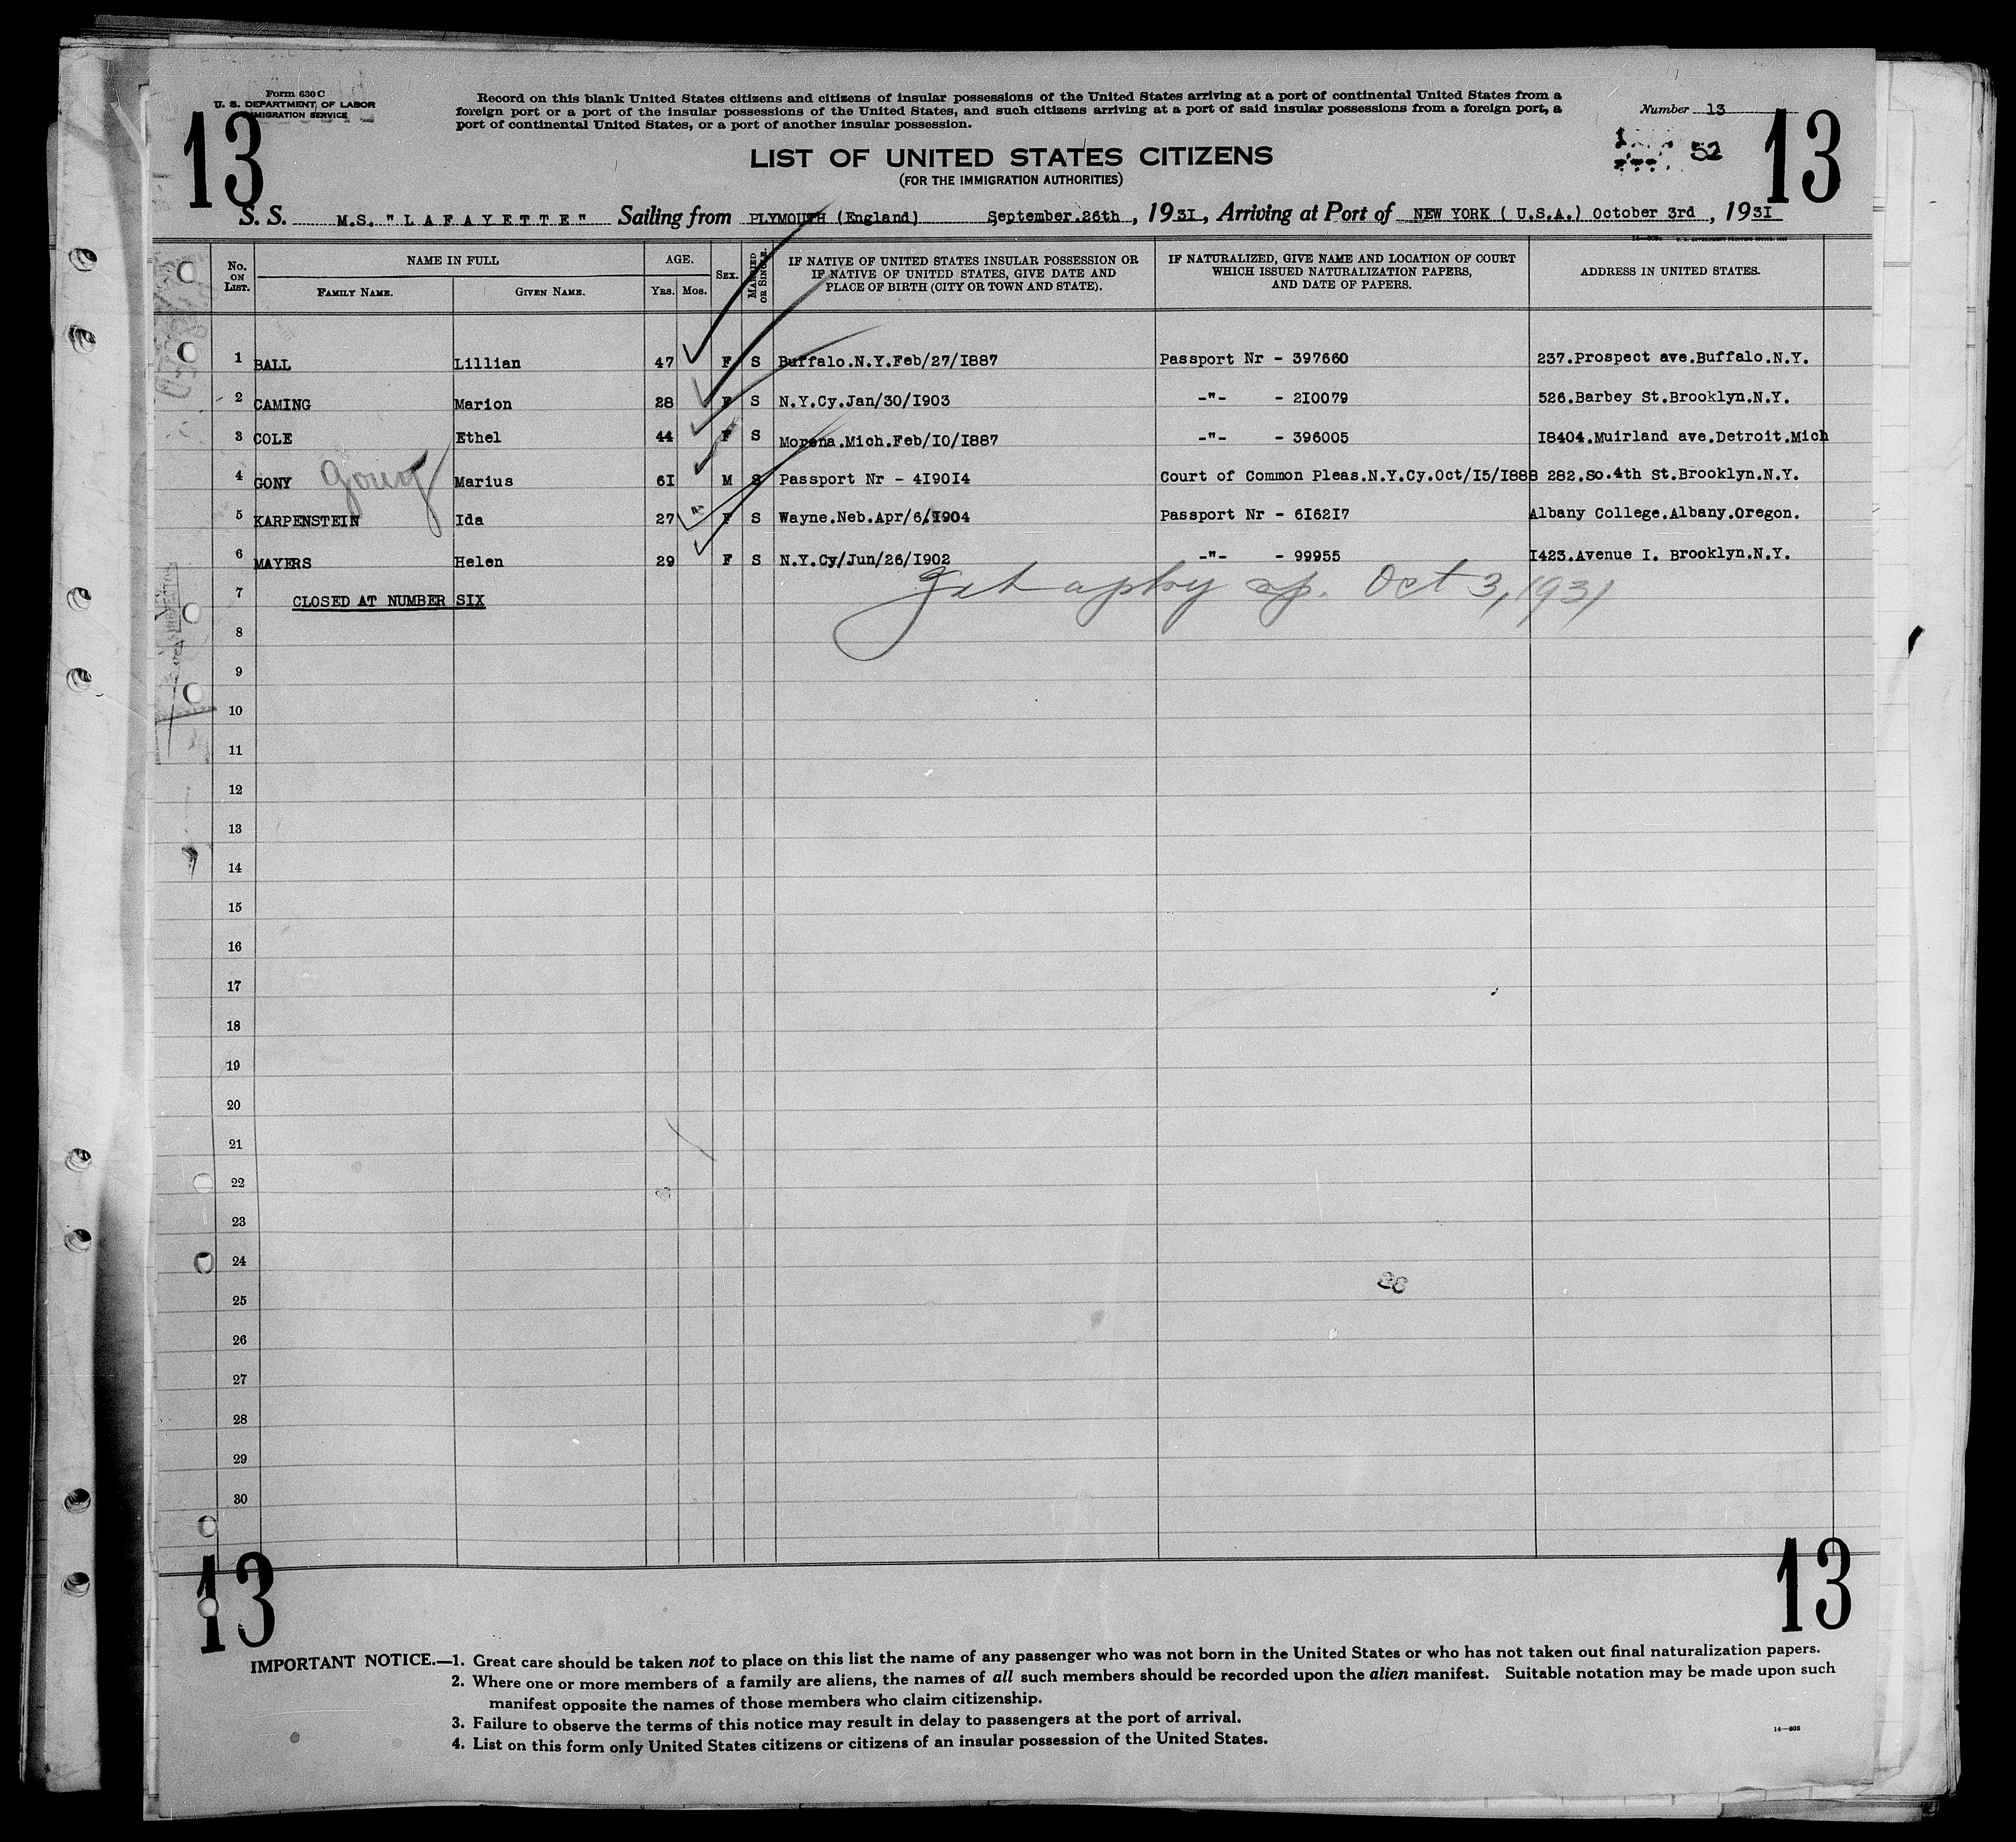 Form 630 C
U. S. DEPARTMENT OF LABOR
IMMIGRATION SERVICE
Record on this blank United States citizens and citizens of insular possessions of the United States arriving at a port of continental United States from a
foreign port or a port of the insular possessions of the United States, and such citizens arriving at a port of said insular possessions from a foreign port, a
port of continental United States, or a port of another insular possession.
Number 13
13
13
52
LIST OF UNITED STATES CITIZENS
(FOR THE IMMIGRATION AUTHORITIES)
S. S. M.S. "LAFAYETTE" Sailing from PLYMOUTH (England) September.26th, 1931, Arriving at Port of NEW YORK ( U.S.A.) October 3rd, 1931
No. ON LIST.
NAME IN FULL
FAMILY NAME.
GIVEN NAME.
AGE.
YRS. MOS.
SEX.
MARRIED OR SINGLE.
IF NATIVE OF UNITED STATES INSULAR POSSESSION OR
IF NATIVE OF UNITED STATES, GIVE DATE AND
PLACE OF BIRTH (CITY OR TOWN AND STATE).
IF NATURALIZED, GIVE NAME AND LOCATION OF COURT
WHICH ISSUED NATURALIZATION PAPERS,
AND DATE OF PAPERS.
ADDRESS IN UNITED STATES.
1 BALL Lillian 47 F S Buffalo.N.Y.Feb/27/1887 Passport Nr - 397660 237.Prospect ave.Buffalo.N.Y.
2 CAMING Marion 28 F S N.Y.Cy.Jan/30/1903 -"- - 210079 526.Barbey St.Brooklyn.N.Y.
3 COLE Ethel 44 F S Morena.Mich.Feb/10/1887 -"- - 396005 18404.Muirland ave.Detroit.Mich
4 GONY Marius 61 M S Passport Nr - 419014 Court of Common Pleas.N.Y.Cy.Oct/15/1888 282.So.4th St.Brooklyn.N.Y.
5 KARPENSTEIN Ida 27 F S Wayne.Neb.Apr/6/1904 Passport Nr - 616217 Albany College.Albany.Oregon.
6 MAYERS Helen 29 F S N.Y.Cy/Jun/26/1902 -"- - 99955 1423.Avenue I. Brooklyn.N.Y.
Oct 3, 1931
7 CLOSED AT NUMBER SIX
8
9
10
11
12
13
14
15
16
17
18
19
20
21
22
23
24
25
26
27
28
29
30
13
13
IMPORTANT NOTICE.—1. Great care should be taken not to place on this list the name of any passenger who was not born in the United States or who has not taken out final naturalization papers.
2. Where one or more members of a family are aliens, the names of all such members should be recorded upon the alien manifest. Suitable notation may be made upon such
manifest opposite the names of those members who claim citizenship.
3. Failure to observe the terms of this notice may result in delay to passengers at the port of arrival.
4. List on this form only United States citizens or citizens of an insular possession of the United States.